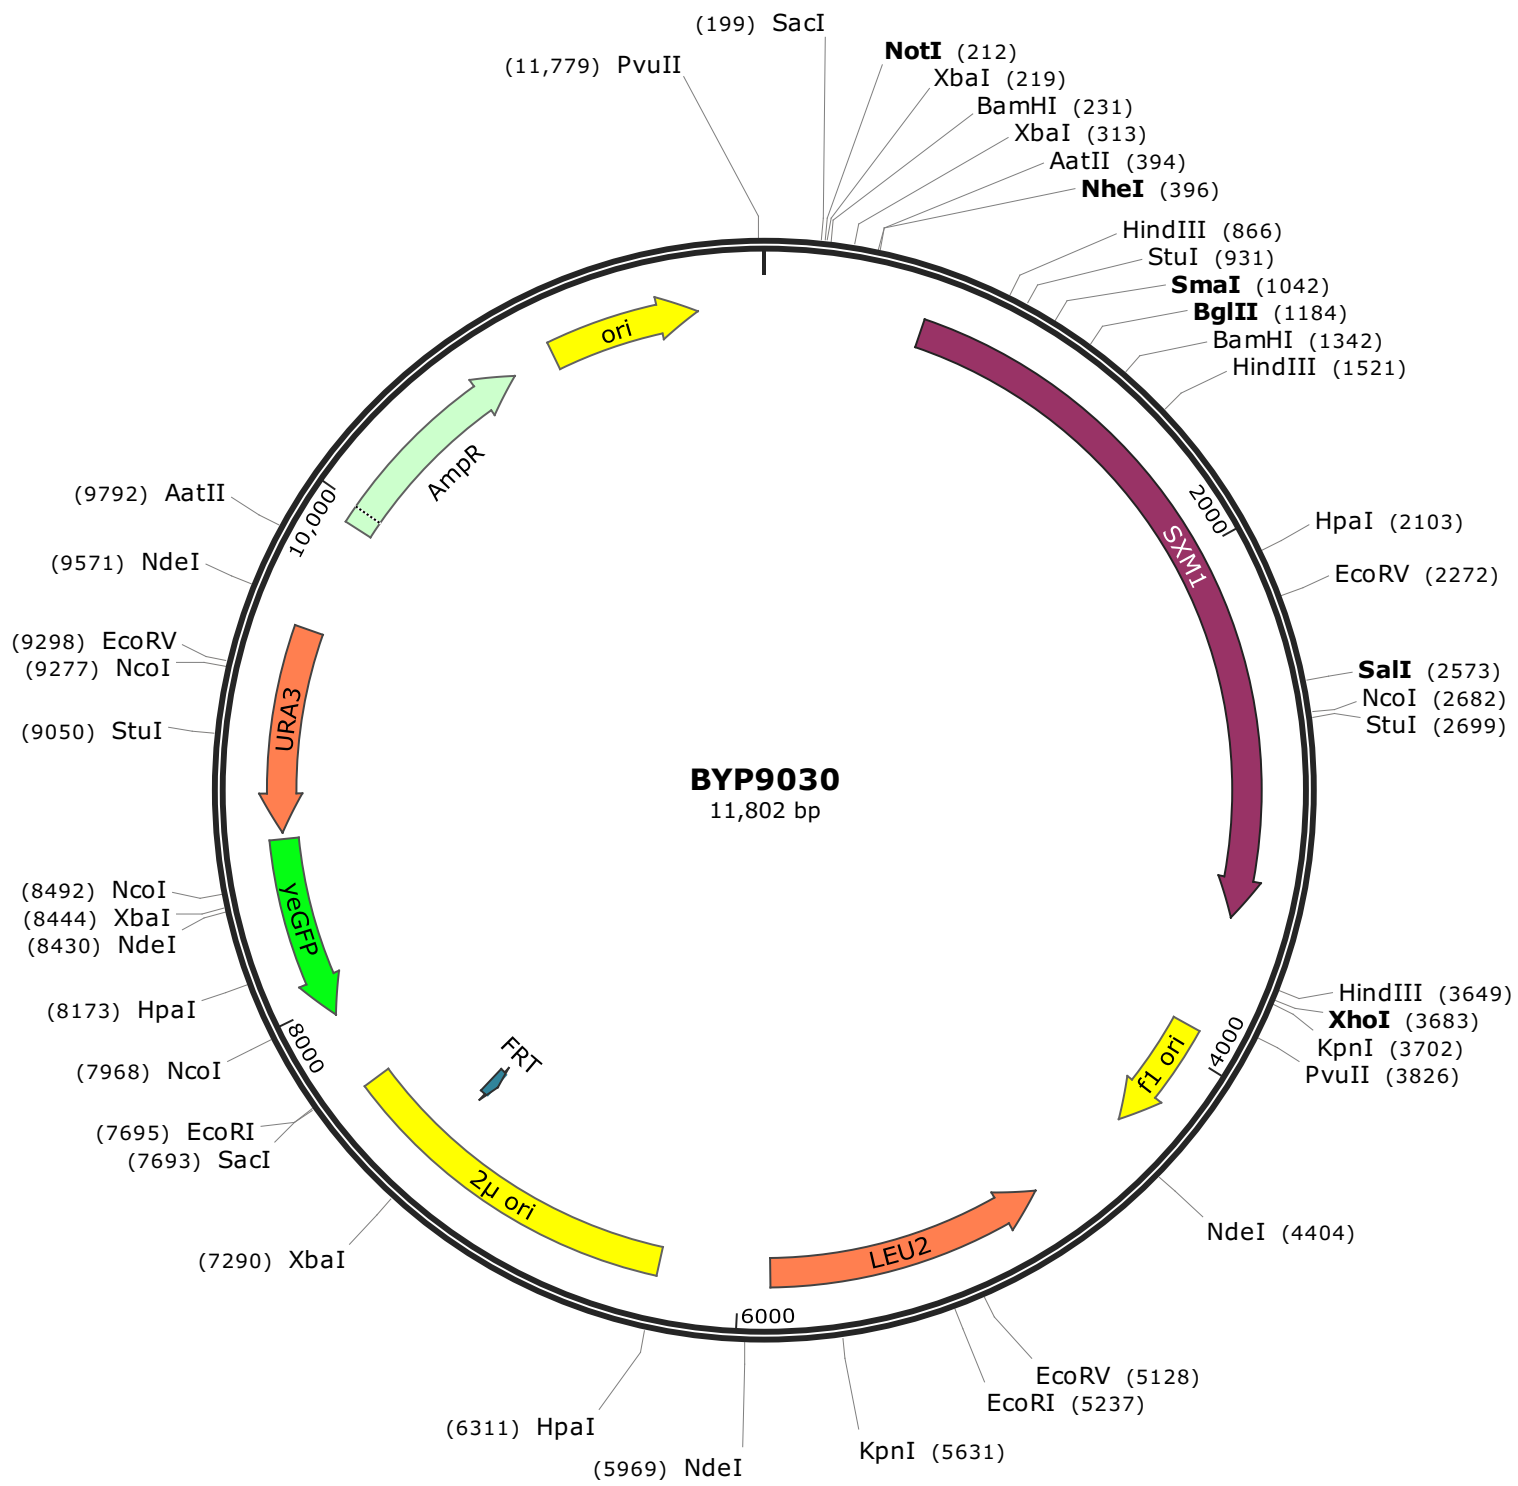 (199) SacI
(11,779) PvuII
NotI (212)
XbaI (219)
BamHI (231)
XbaI (313)
AatII (394)
NheI (396)
HindIII (866)
StuI (931)
SmaI (1042)
BglII (1184)
BamHI (1342)
HindIII (1521)
HpaI (2103)
EcoRV (2272)
SalI (2573)
NcoI (2682)
StuI (2699)
HindIII (3649)
XhoI (3683)
KpnI (3702)
PvuII (3826)
NdeI (4404)
EcoRV (5128)
EcoRI (5237)
KpnI (5631)
(5969) NdeI
(6311) HpaI
(7290) XbaI
(7693) SacI
(7695) EcoRI
(7968) NcoI
(8173) HpaI
(8430) NdeI
(8444) XbaI
(8492) NcoI
(9050) StuI
(9277) NcoI
(9298) EcoRV
(9571) NdeI
(9792) AatII
2000
4000
6000
8000
10,000
ori
SXM1
f1 ori
LEU2
2μ ori
FRT
yeGFP
URA3
AmpR
BYP9030
11,802 bp